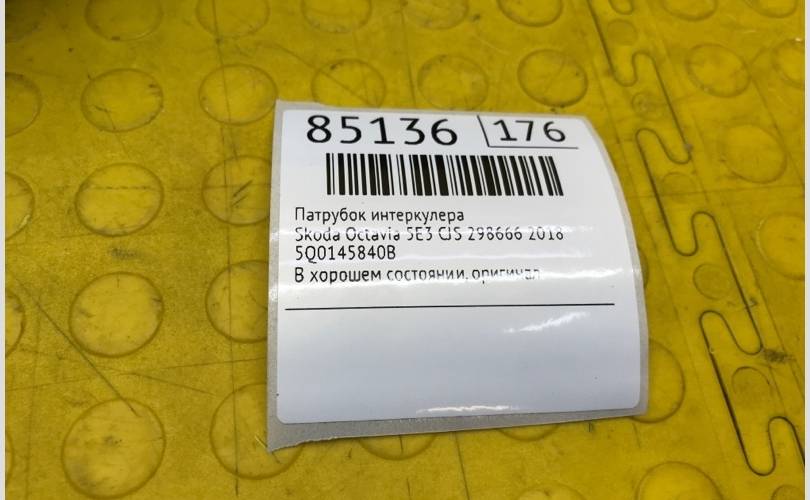 85136 176
Патрубок интеркулера
Skoda Octavia 5E3 CJS 298666 2018
5Q0145840B
В хорошем состоянии, оригинал